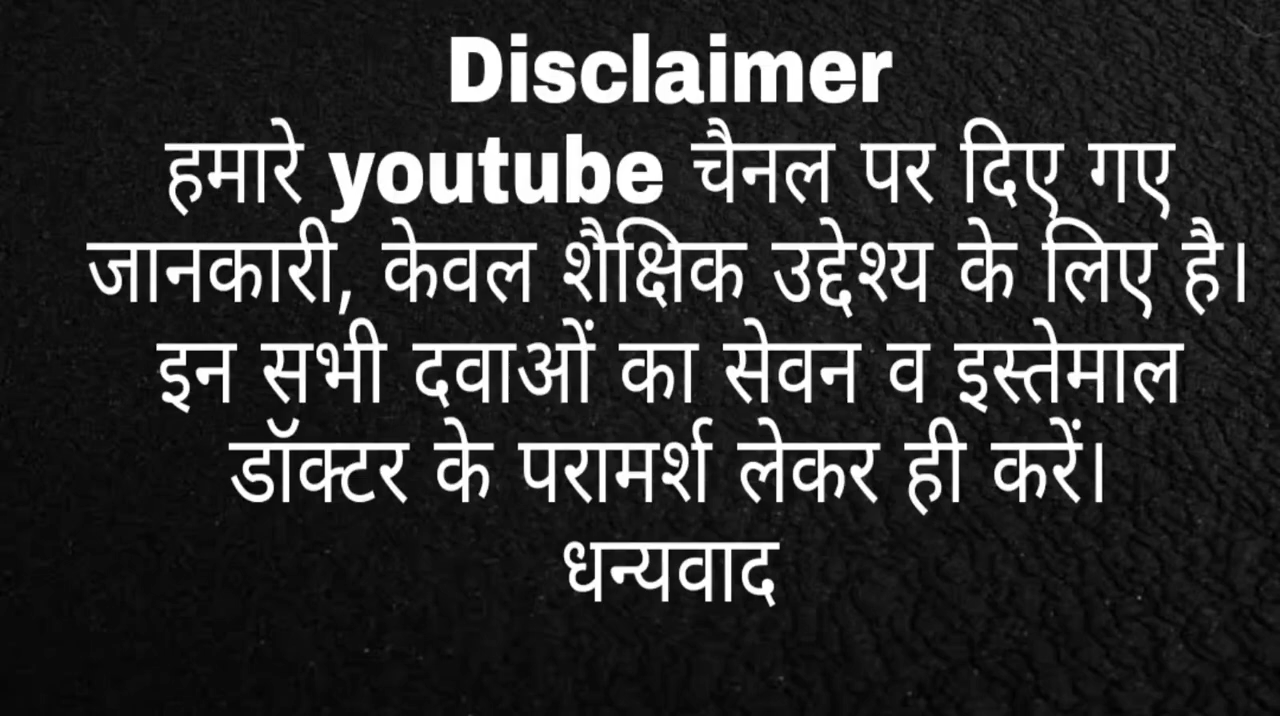 Disclaimer
हमारे youtube चैनल पर दिए गए
जानकारी, केवल शैक्षिक उद्देश्य के लिए है।
इन सभी दवाओं का सेवन व इस्तेमाल
डॉक्टर के परामर्श लेकर ही करें।
धन्यवाद